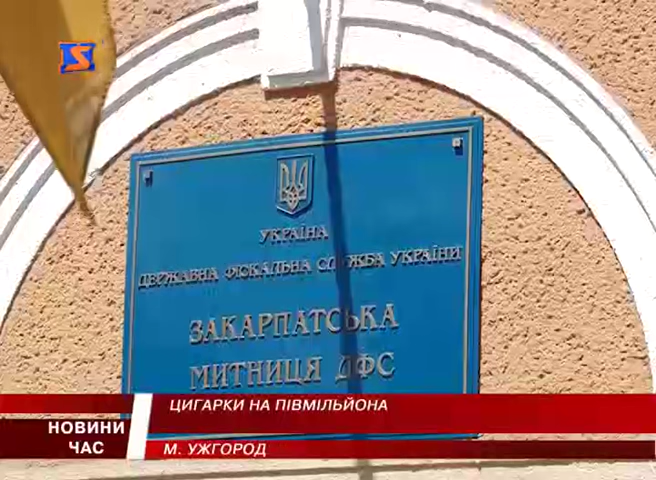 S
УКРАЇНА
ДЕРЖАВНА ФІСКАЛЬНА СЛУЖБА УКРАЇНИ
ЗАКАРПАТСЬКА
МИТНИЦЯ ДФС
ЦИГАРКИ НА ПІВМІЛЬЙОНА
НОВИНИ
ЧАС
М. УЖГОРОД